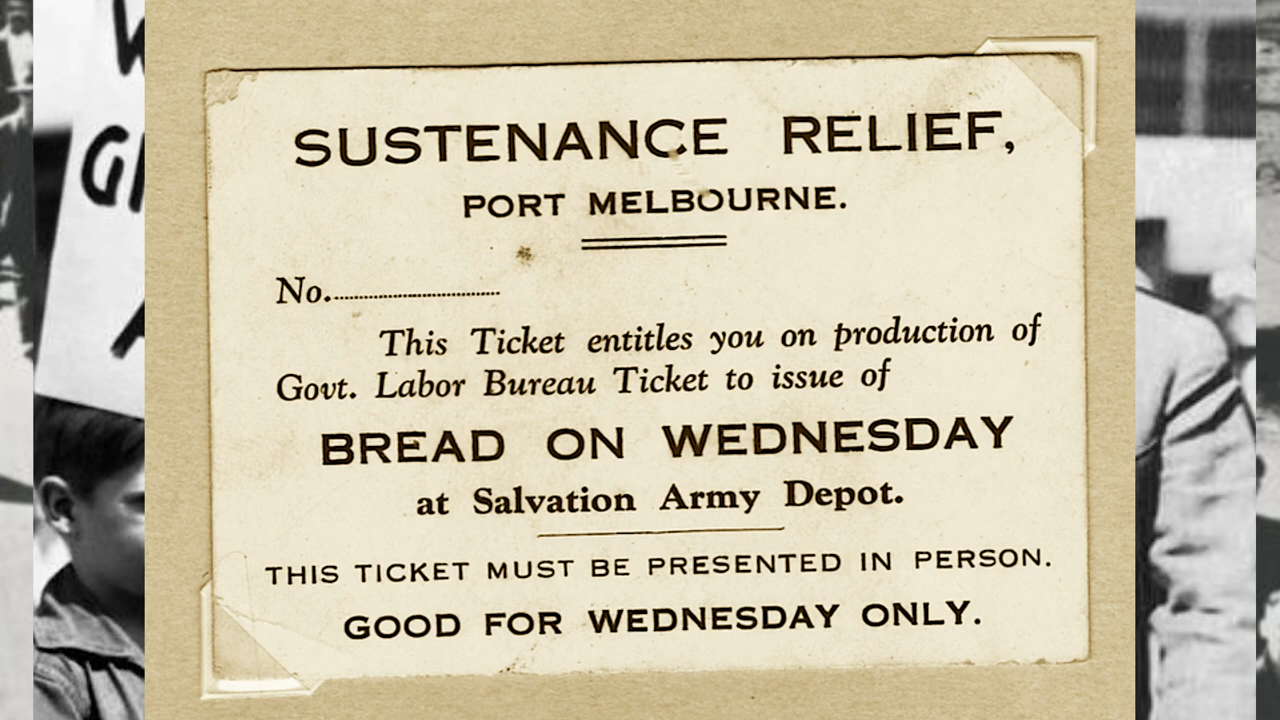 SUSTENANCE RELIEF,
PORT MELBOURNE.
No.
This Ticket entitles you on production of
Govt. Labor Bureau Ticket to issue of
BREAD ON WEDNESDAY
at Salvation Army Depot.
THIS TICKET MUST BE PRESENTED IN PERSON.
GOOD FOR WEDNESDAY ONLY.